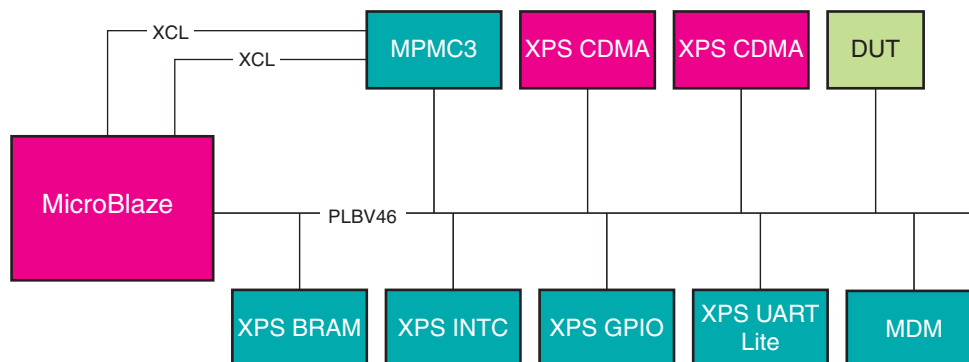 XCL
XCL
MPMC3
XPS CDMA
XPS CDMA
DUT
MicroBlaze
PLBV46
XPS BRAM
XPS INTC
XPS GPIO
XPS UART
Lite
MDM